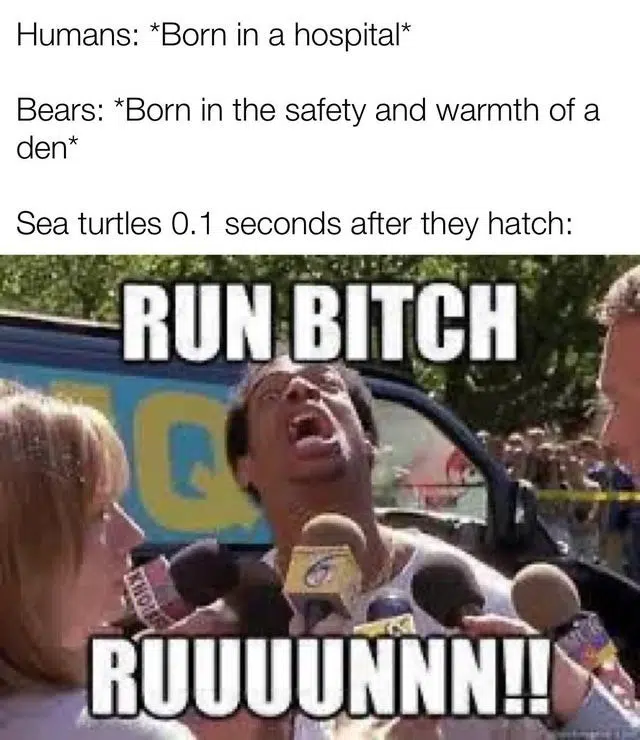 Humans: *Born in a hospital*
Bears: *Born in the safety and warmth of a
den*
Sea turtles 0.1 seconds after they hatch:
RUN BITCH
Q
6
RUUUUNNN!!